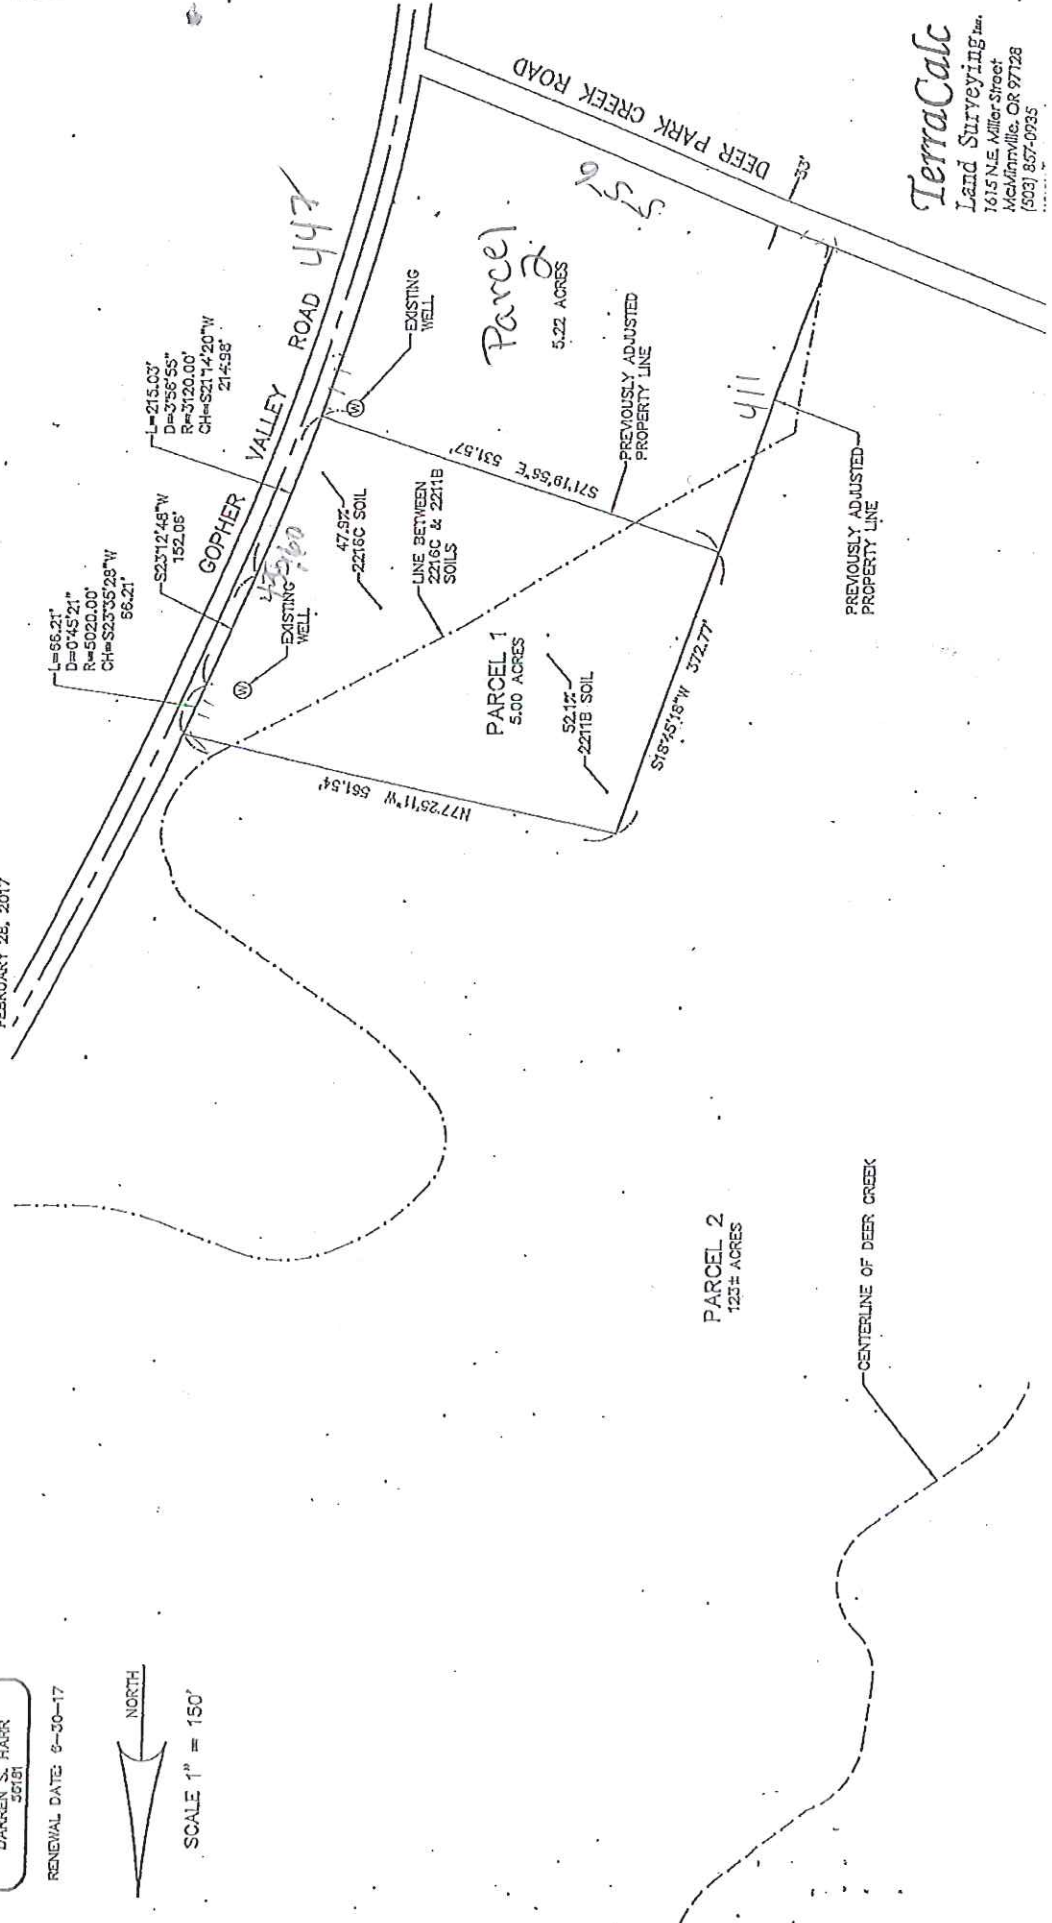 FEBRUARY 28, 2017
DARREN S. HARR
56181
RENEWAL DATE: 6-30-17
NORTH
SCALE 1" = 150'
L=66.21'
D=0°45'21"
R=5020.00'
CH=S23°35'28"W
66.21'
S23°12'48"W
152.06'
L=215.03'
D=3°56'55"
R=3120.00'
CH=S21°14'20"W
214.98'
GOPHER VALLEY ROAD
447
EXISTING
WELL
47.9%
2216C SOIL
EXISTING
WELL
LINE BETWEEN
2216C & 2211B
SOILS
PARCEL 1
5.00 ACRES
52.1%
2211B SOIL
N77°25'11"W 561.54'
S71°19'56"E 531.57'
S18°45'18"W 372.77'
Parcel
2
5.22 ACRES
PREVIOUSLY ADJUSTED
PROPERTY LINE
411
PREVIOUSLY ADJUSTED
PROPERTY LINE
DEER PARK CREEK ROAD
33'
PARCEL 2
123± ACRES
CENTERLINE OF DEER CREEK
TerraCalc
Land Surveying Inc.
1615 N.E. Miller Street
McMinnville, OR 97128
(503) 857-0935